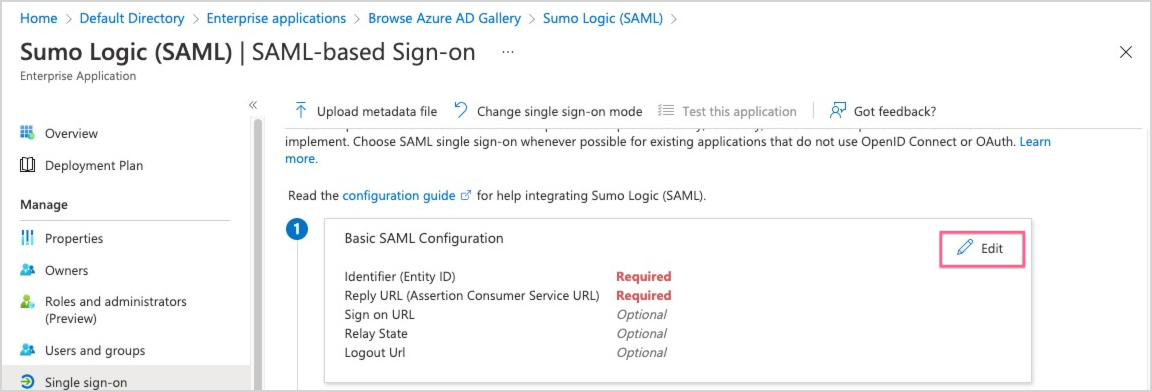 Home > Default Directory > Enterprise applications > Browse Azure AD Gallery > Sumo Logic (SAML) >
Sumo Logic (SAML) | SAML-based Sign-on ...
Enterprise Application
«
Overview
Deployment Plan
Manage
Properties
Owners
Roles and administrators
(Preview)
Users and groups
Single sign-on
Upload metadata file
Change single sign-on mode
Test this application
Got feedback?
implement. Choose SAML single sign-on whenever possible for existing applications that do not use OpenID Connect or OAuth. Learn
more.
Read the configuration guide for help integrating Sumo Logic (SAML).
1
Basic SAML Configuration
Edit
Identifier (Entity ID) Required
Reply URL (Assertion Consumer Service URL) Required
Sign on URL Optional
Relay State Optional
Logout Url Optional